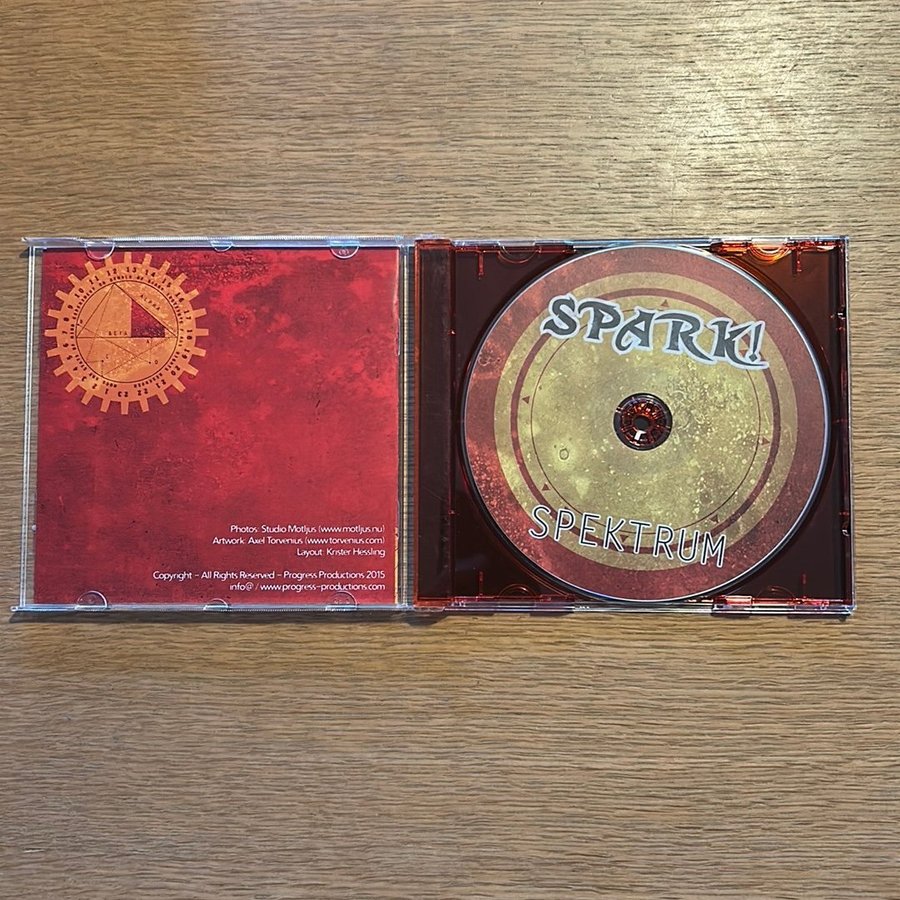 BETA
Photos: Studio Motljus (www.motljus.nu)
Artwork: Axel Torvenius (www.torvenius.com)
Layout: Krister Hessling
Copyright - All Rights Reserved - Progress Productions 2015
info@ / www.progress-productions.com
SPARK!
SPEKTRUM